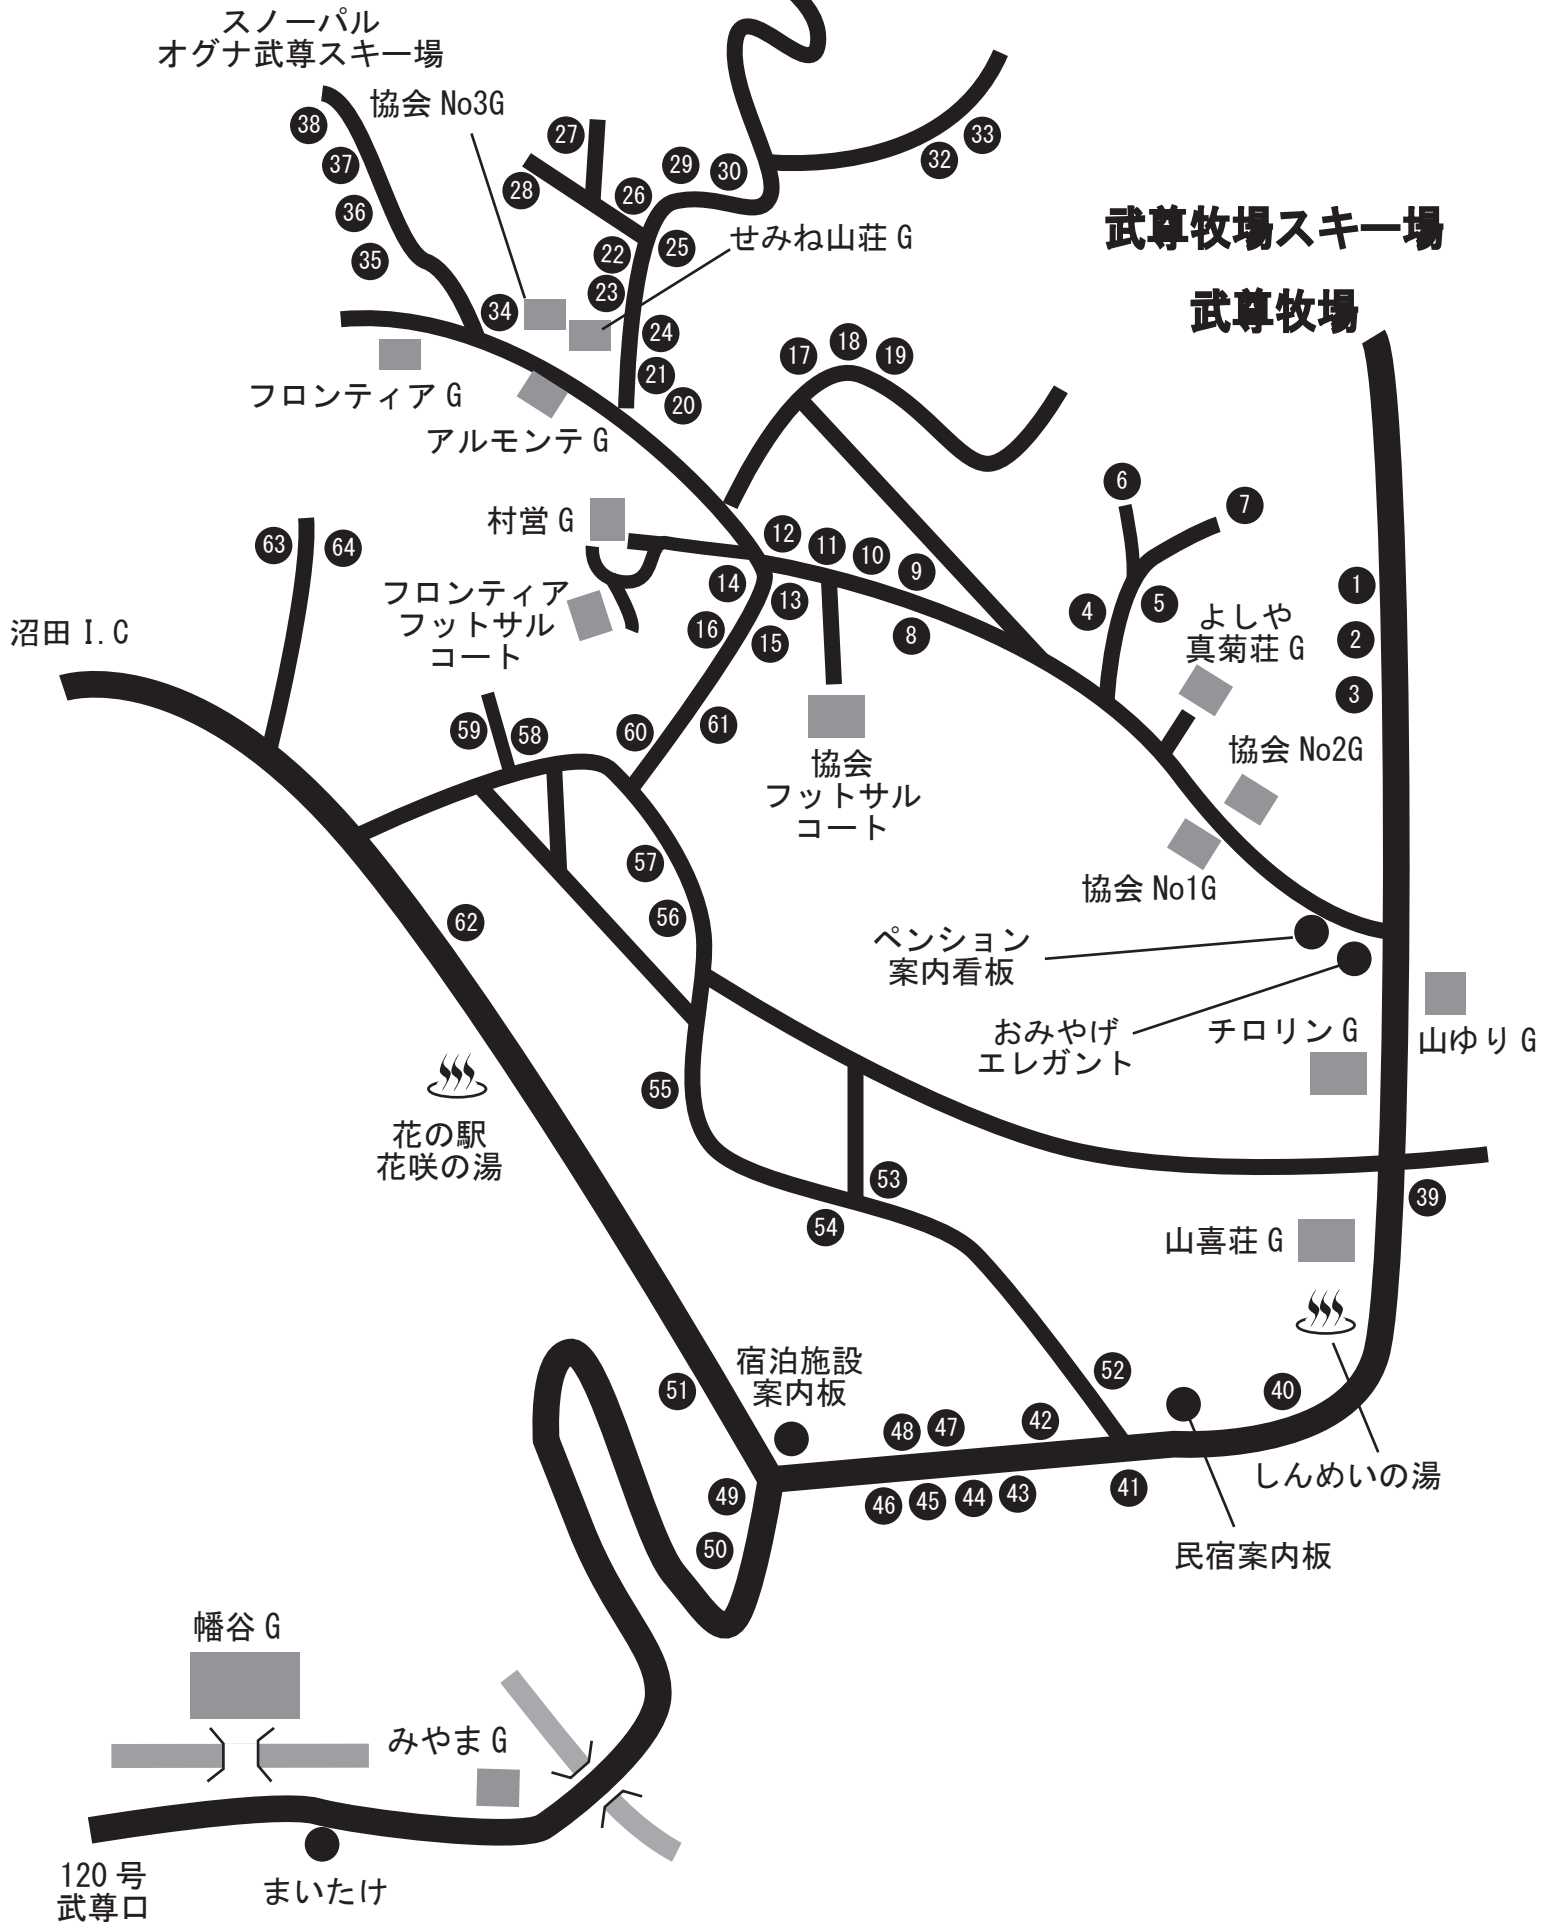 スノーパル
オグナ武尊スキー場
協会 No3G
38
37
36
35
34
27
28
26
29
30
33
32
22
25
23
24
21
20
せみね山荘 G
武尊牧場スキー場
武尊牧場
フロンティア G
アルモンテ G
17
18
19
村営 G
フロンティア
フットサル
コート
63
64
沼田 I.C
12
11
10
9
14
13
16
15
8
6
7
4
5
よしや
真菊荘 G
1
2
3
59
58
60
61
協会
フットサル
コート
協会 No2G
協会 No1G
57
56
62
ペンション
案内看板
おみやげ
エレガント
チロリン G
山ゆり G
花の駅
花咲の湯
55
53
54
39
山喜荘 G
宿泊施設
案内板
51
52
40
48
47
42
49
46
45
44
43
41
50
しんめいの湯
民宿案内板
幡谷 G
みやま G
120 号
武尊口
まいたけ